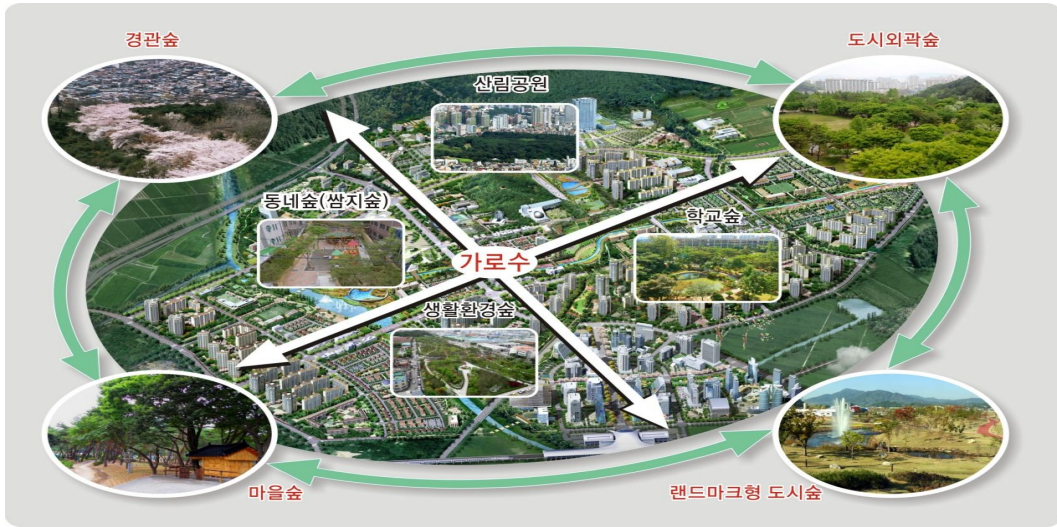 경관숲
도시외곽숲
산림공원
동네숲(쌈지숲)
학교숲
가로수
생활환경숲
마을숲
랜드마크형 도시숲